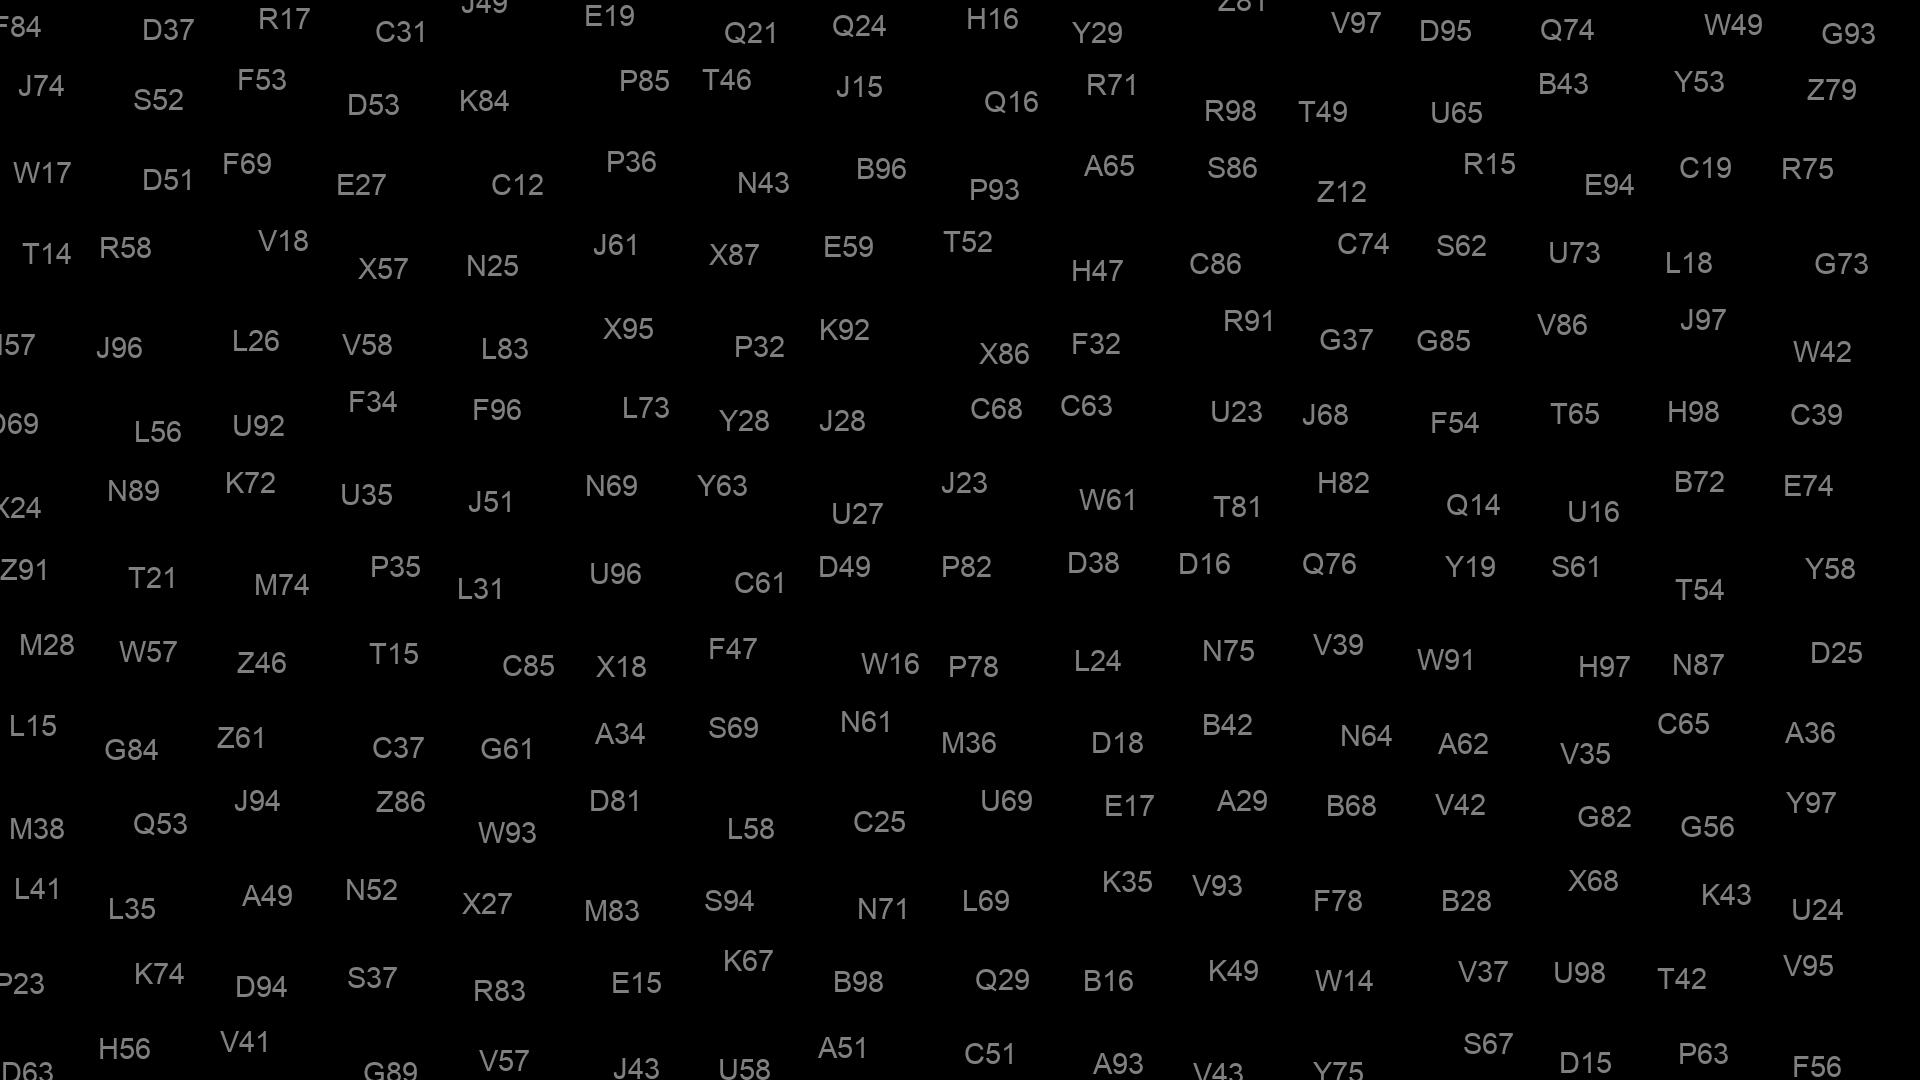 F84 D37 R17 C31 J49 E19 Q21 Q24 H16 Y29 Z81 V97 D95 Q74 W49 G93
J74 S52 F53 D53 K84 P85 T46 J15 Q16 R71 R98 T49 U65 B43 Y53 Z79
W17 D51 F69 E27 C12 P36 N43 B96 P93 A65 S86 Z12 R15 E94 C19 R75
T14 R58 V18 X57 N25 J61 X87 E59 T52 H47 C86 C74 S62 U73 L18 G73
J96 L26 V58 L83 X95 P32 K92 X86 F32 R91 G37 G85 V86 J97 W42
L56 U92 F34 F96 L73 Y28 J28 C68 C63 U23 J68 F54 T65 H98 C39
X24 N89 K72 U35 J51 N69 Y63 U27 J23 W61 T81 H82 Q14 U16 B72 E74
Z91 T21 M74 P35 L31 U96 C61 D49 P82 D38 D16 Q76 Y19 S61 T54 Y58
M28 W57 Z46 T15 C85 X18 F47 W16 P78 L24 N75 V39 W91 H97 N87 D25
L15 G84 Z61 C37 G61 A34 S69 N61 M36 D18 B42 N64 A62 V35 C65 A36
M38 Q53 J94 Z86 W93 D81 L58 C25 U69 E17 A29 B68 V42 G82 G56 Y97
L41 L35 A49 N52 X27 M83 S94 N71 L69 K35 V93 F78 B28 X68 K43 U24
P23 K74 D94 S37 R83 E15 K67 B98 Q29 B16 K49 W14 V37 U98 T42 V95
D63 H56 V41 G89 V57 J43 U58 A51 C51 A93 V43 Y75 S67 D15 P63 F56